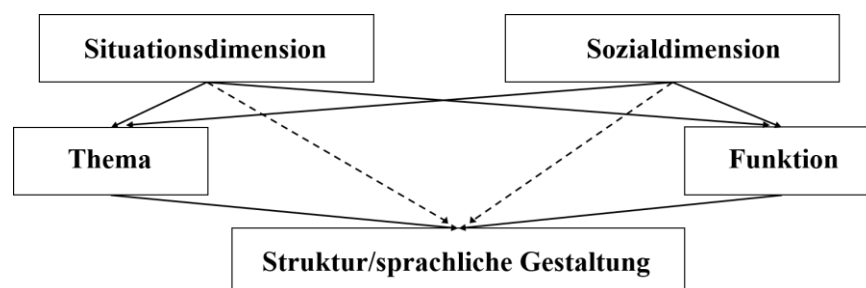 Situationsdimension
Sozialdimension
Thema
Funktion
Struktur/sprachliche Gestaltung